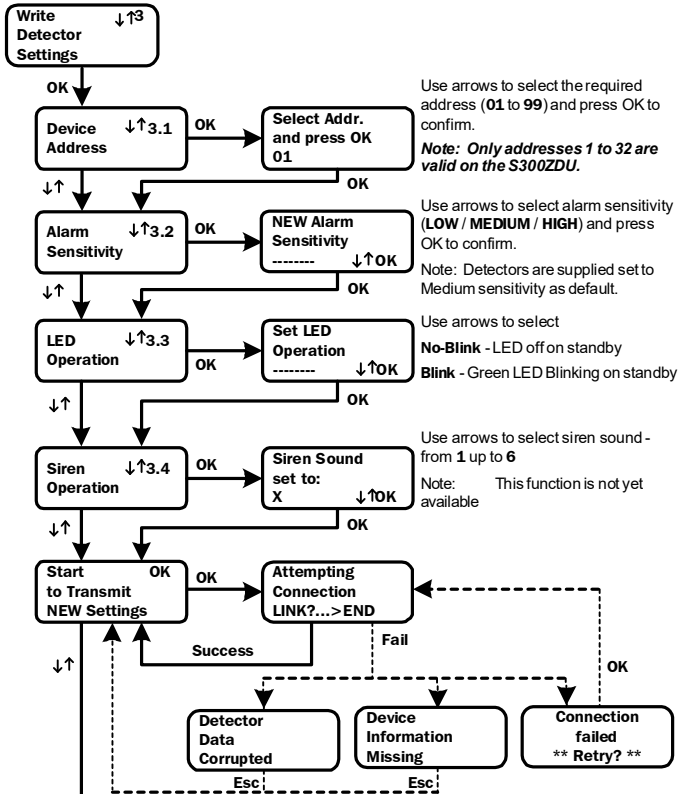 Write ↓↑3
Detector
Settings
OK
Device ↓↑3.1
Address
OK
Select Addr.
and press OK
01
Use arrows to select the required
address (01 to 99) and press OK to
confirm.
Note: Only addresses 1 to 32 are
valid on the S300ZDU.
↓↑
OK
Alarm ↓↑3.2
Sensitivity
OK
NEW Alarm
Sensitivity
-------- ↓↑OK
Use arrows to select alarm sensitivity
(LOW / MEDIUM / HIGH) and press
OK to confirm.
Note: Detectors are supplied set to
Medium sensitivity as default.
↓↑
OK
LED ↓↑3.3
Operation
OK
Set LED
Operation
-------- ↓↑OK
Use arrows to select
No-Blink - LED off on standby
Blink - Green LED Blinking on standby
↓↑
OK
Siren ↓↑3.4
Operation
OK
Siren Sound
set to:
X ↓↑OK
Use arrows to select siren sound -
from 1 up to 6
Note: This function is not yet
available
↓↑
OK
Start OK
to Transmit
NEW Settings
OK
Attempting
Connection
LINK?...>END
Success
Fail
OK
↓↑
Detector
Data
Corrupted
Device
Information
Missing
Connection
failed
** Retry? **
Esc
Esc